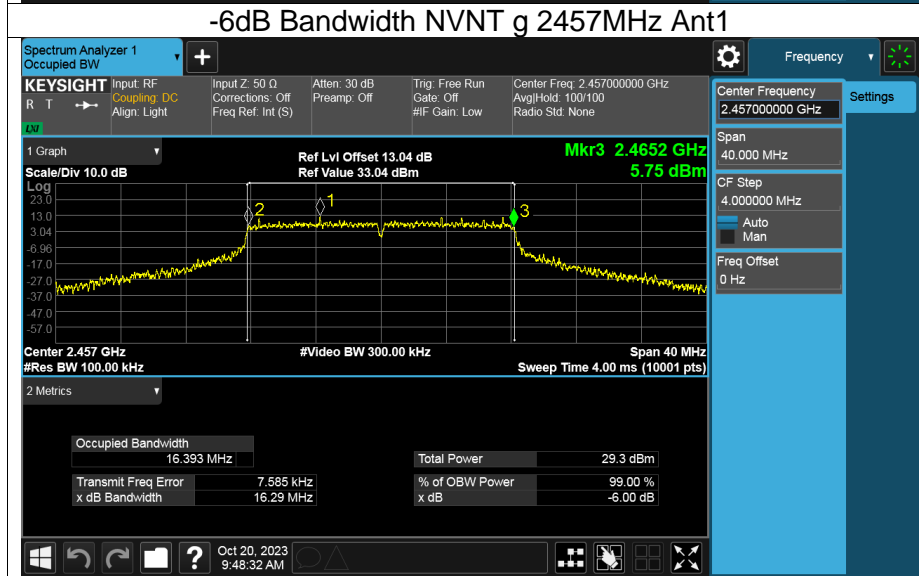 -6dB Bandwidth NVNT g 2457MHz Ant1
Spectrum Analyzer 1
Occupied BW
+
Frequency
KEYSIGHT
R T
LXI
Input: RF
Coupling: DC
Align: Light
Input Z: 50 Ω
Corrections: Off
Freq Ref: Int (S)
Atten: 30 dB
Preamp: Off
Trig: Free Run
Gate: Off
#IF Gain: Low
Center Freq: 2.457000000 GHz
Avg|Hold: 100/100
Radio Std: None
Center Frequency
2.457000000 GHz
Settings
Span
40.000 MHz
CF Step
4.000000 MHz
Auto
Man
Freq Offset
0 Hz
1 Graph
Ref Lvl Offset 13.04 dB
Mkr3 2.4652 GHz
Scale/Div 10.0 dB
Ref Value 33.04 dBm
5.75 dBm
Log
23.0
13.0
3.04
-6.96
-17.0
-27.0
-37.0
-47.0
-57.0
2
1
3
Center 2.457 GHz
#Video BW 300.00 kHz
Span 40 MHz
#Res BW 100.00 kHz
Sweep Time 4.00 ms (10001 pts)
2 Metrics
Occupied Bandwidth
16.393 MHz
Total Power 29.3 dBm
Transmit Freq Error 7.585 kHz
% of OBW Power 99.00 %
x dB Bandwidth 16.29 MHz
x dB -6.00 dB
?
Oct 20, 2023
9:48:32 AM